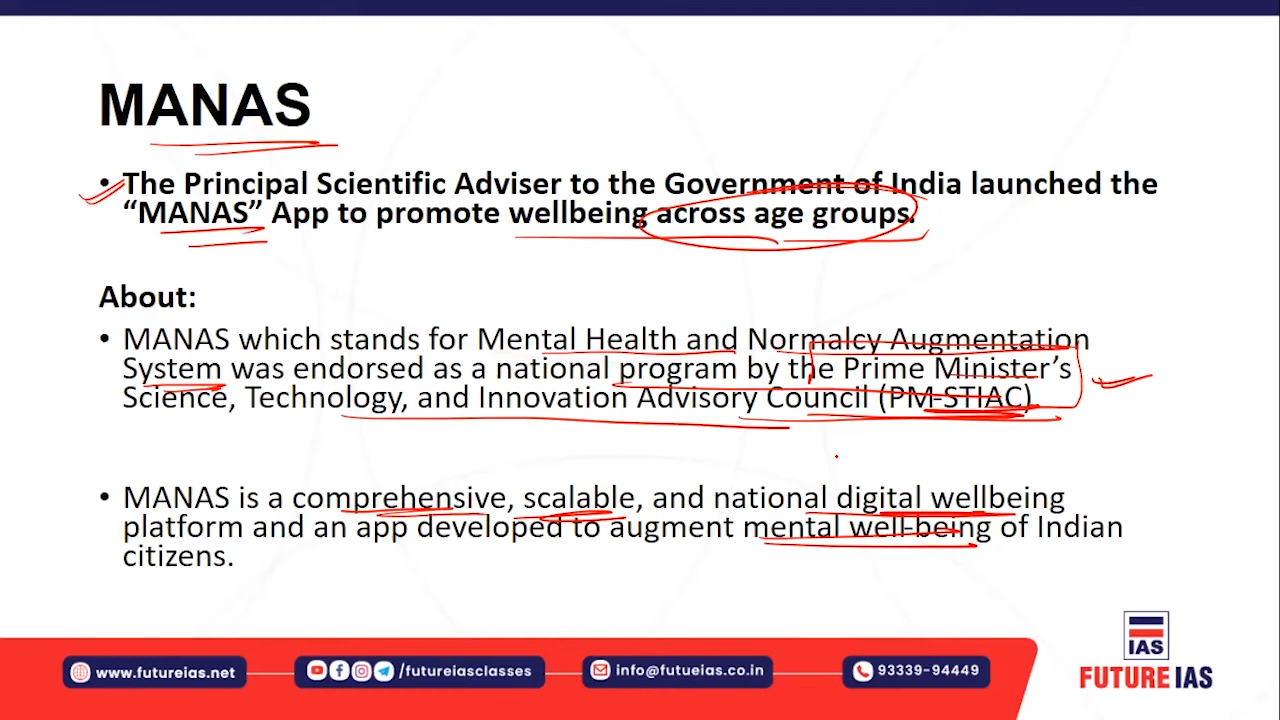 MANAS
• The Principal Scientific Adviser to the Government of India launched the
“MANAS” App to promote wellbeing across age groups.
About:
• MANAS which stands for Mental Health and Normalcy Augmentation
System was endorsed as a national program by the Prime Minister’s
Science, Technology, and Innovation Advisory Council (PM-STIAC)
• MANAS is a comprehensive, scalable, and national digital wellbeing
platform and an app developed to augment mental well-being of Indian
citizens.
IAS
FUTURE IAS
www.futureias.net
/futureiasclasses
info@futueias.co.in
93339-94449